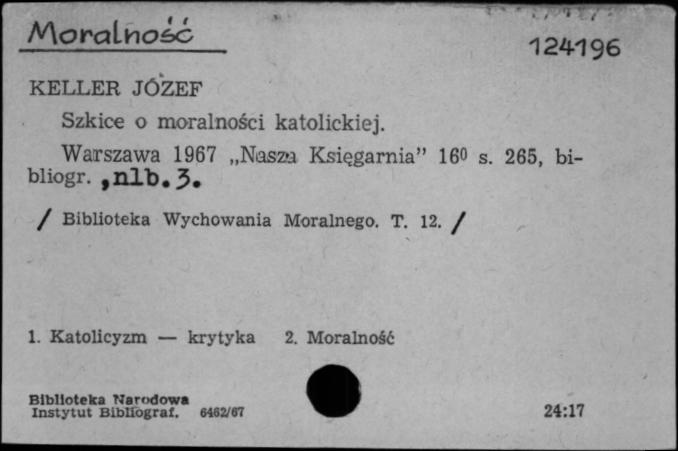 Moralność
124196
KELLER JÓZEF
Szkice o moralności katolickiej.
Warszawa 1967 „Nasza Księgarnia” 16⁰ s. 265, bi-
bliogr. , nlb. 3.
/ Biblioteka Wychowania Moralnego. T. 12. /
1. Katolicyzm — krytyka 2. Moralność
Biblioteka Narodowa
Instytut Bibliograf. 6462/67
24:17